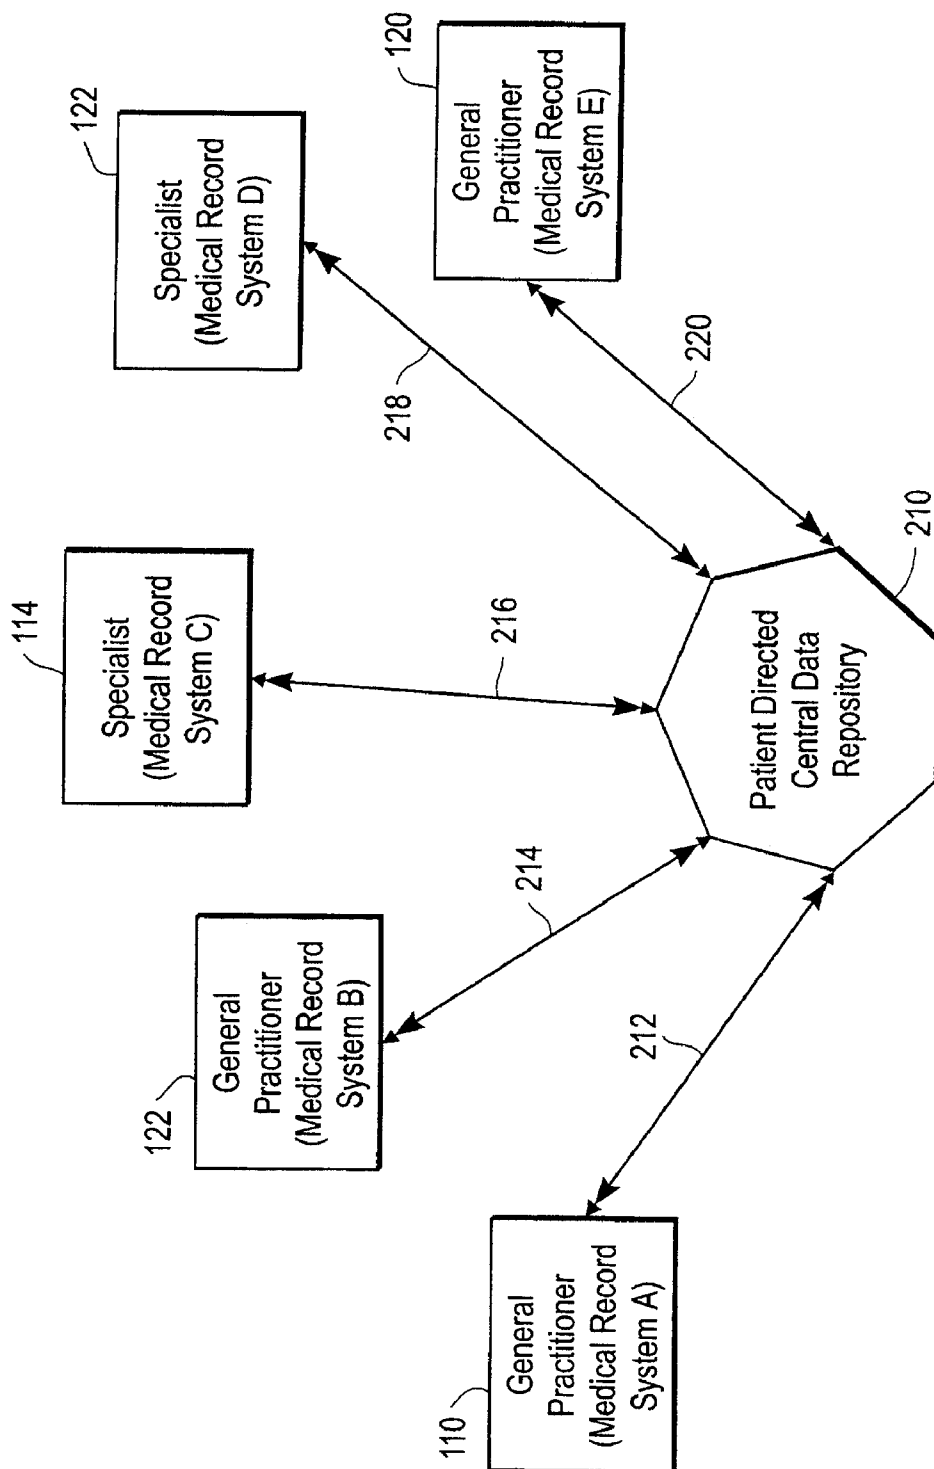 110
General
Practitioner
(Medical Record
System A)
122
General
Practitioner
(Medical Record
System B)
114
Specialist
(Medical Record
System C)
122
Specialist
(Medical Record
System D)
120
General
Practitioner
(Medical Record
System E)
212
214
216
218
220
Patient Directed
Central Data
Repository
210